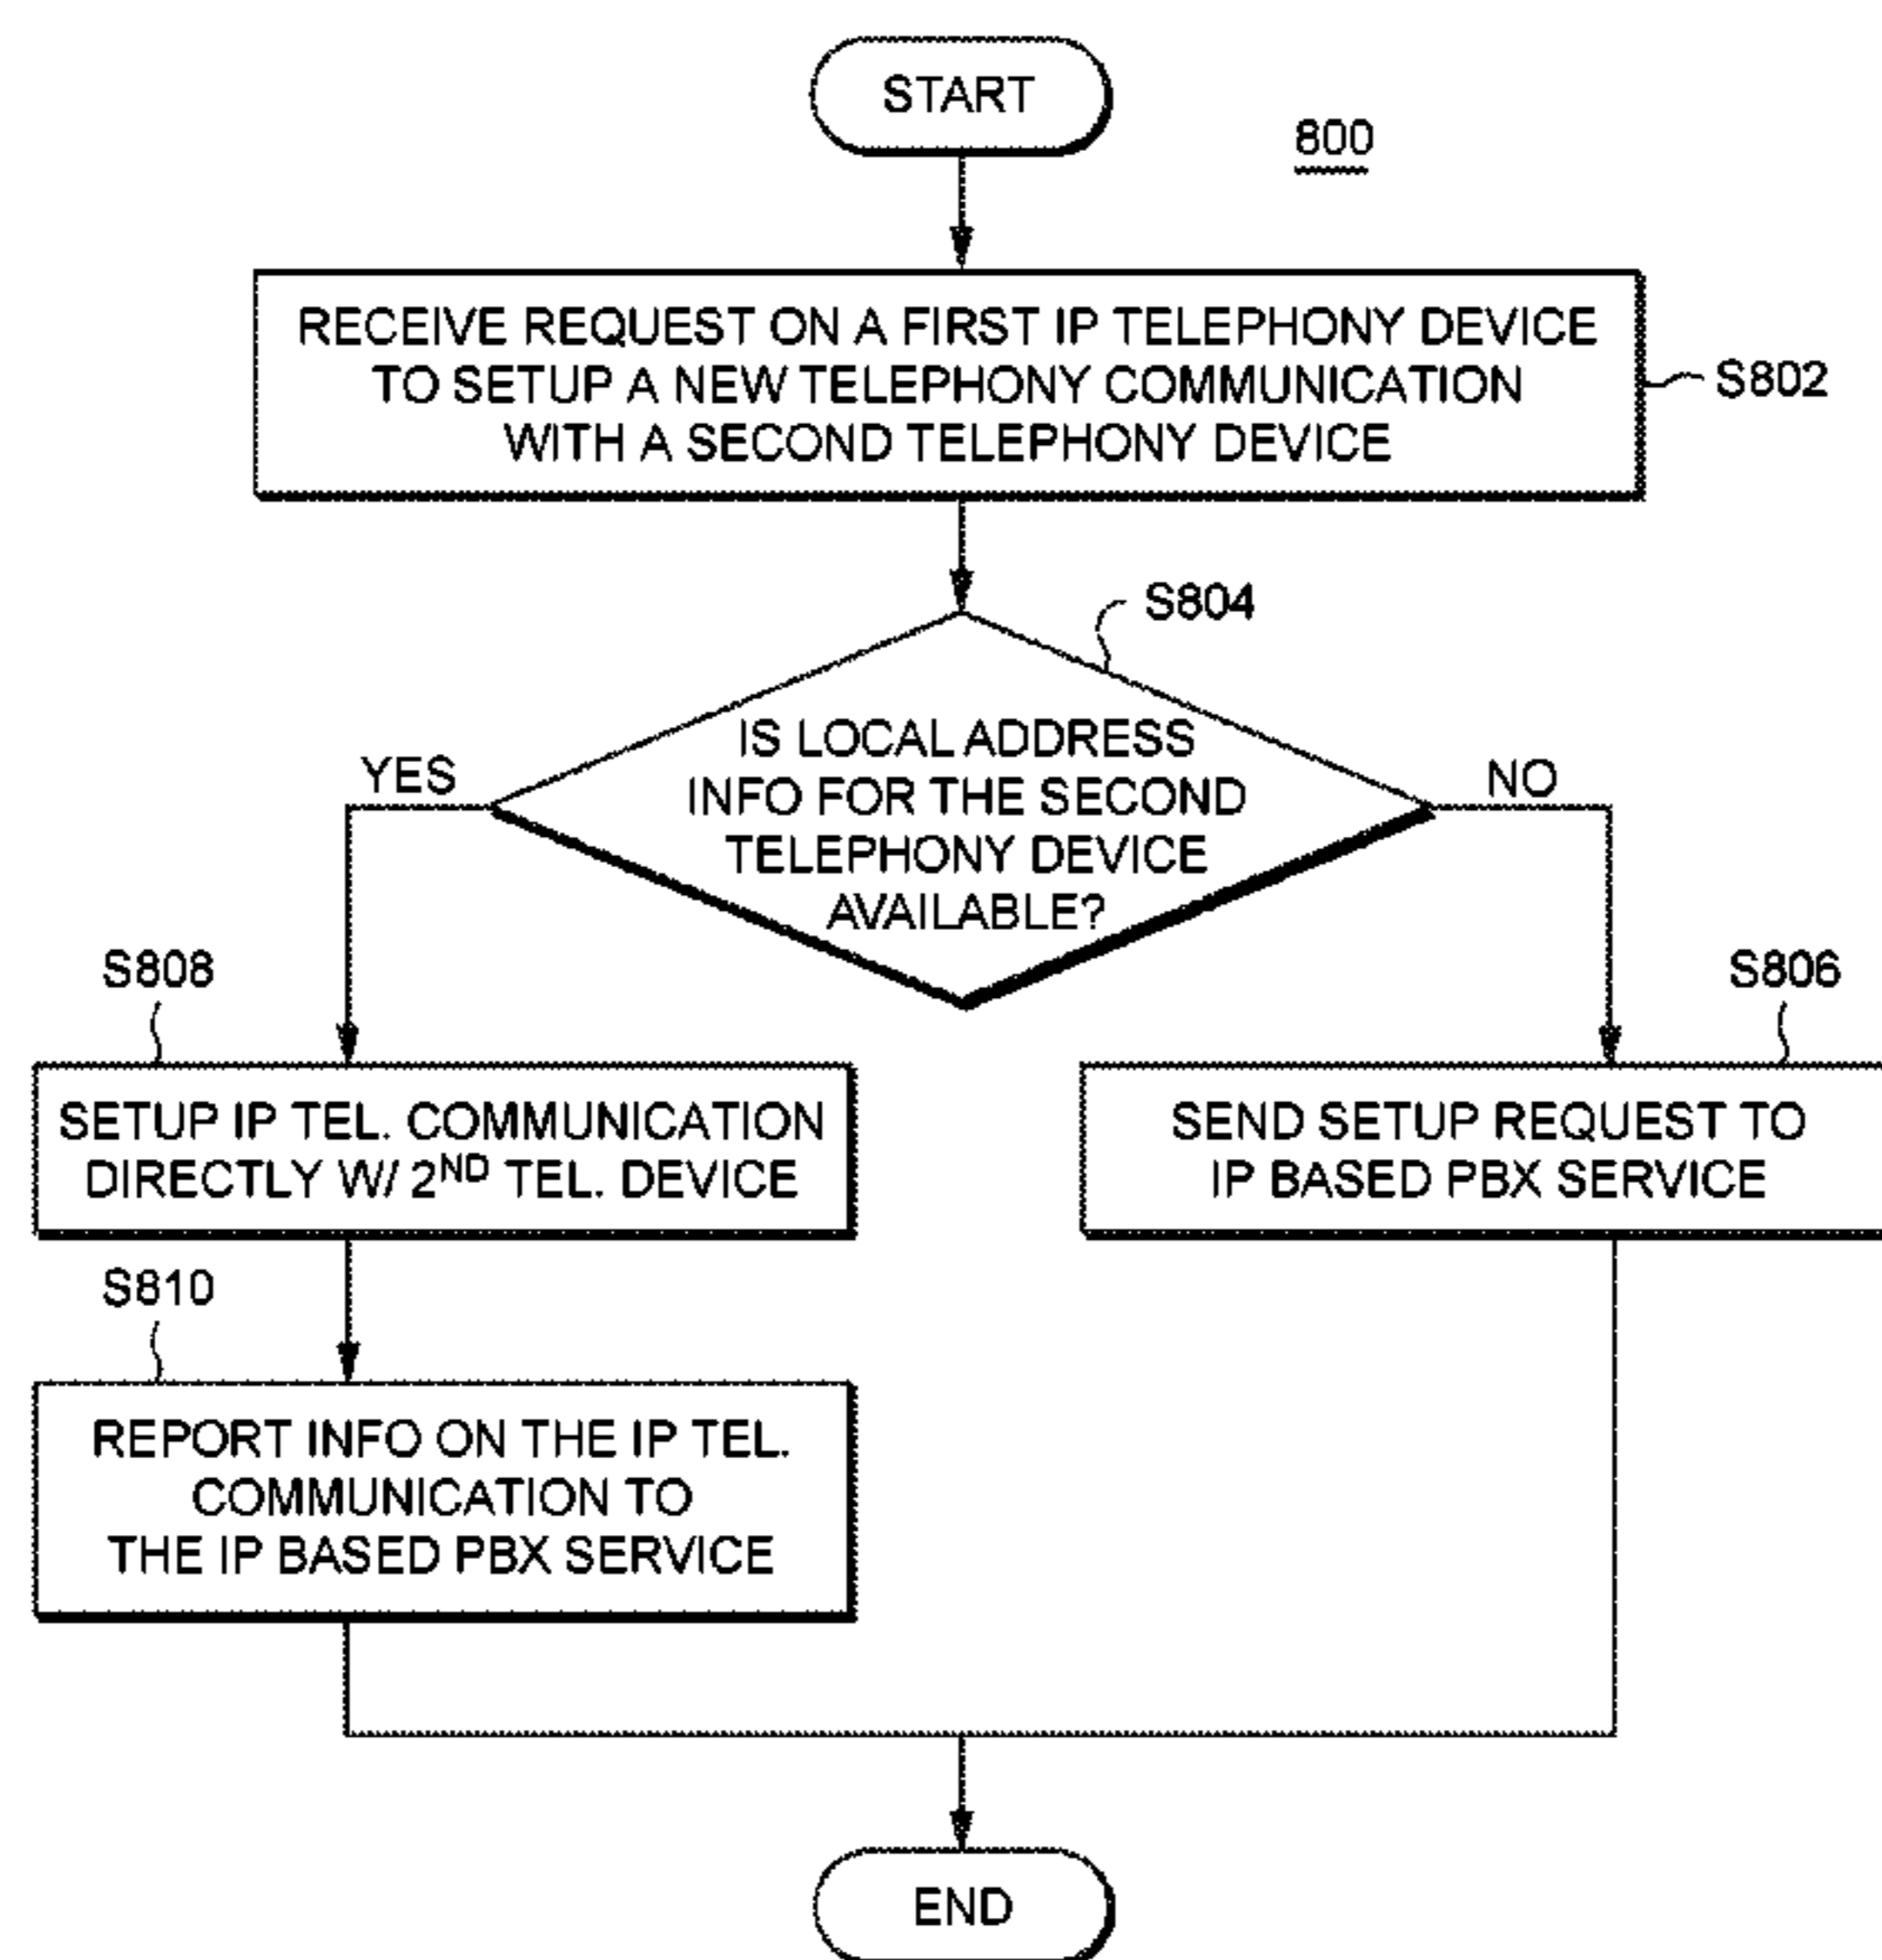 START
800
RECEIVE REQUEST ON A FIRST IP TELEPHONY DEVICE
TO SETUP A NEW TELEPHONY COMMUNICATION
WITH A SECOND TELEPHONY DEVICE
S802
S804
IS LOCAL ADDRESS
INFO FOR THE SECOND
TELEPHONY DEVICE
AVAILABLE?
YES
NO
S808
SETUP IP TEL. COMMUNICATION
DIRECTLY W/ 2ND TEL. DEVICE
S806
SEND SETUP REQUEST TO
IP BASED PBX SERVICE
S810
REPORT INFO ON THE IP TEL.
COMMUNICATION TO
THE IP BASED PBX SERVICE
END